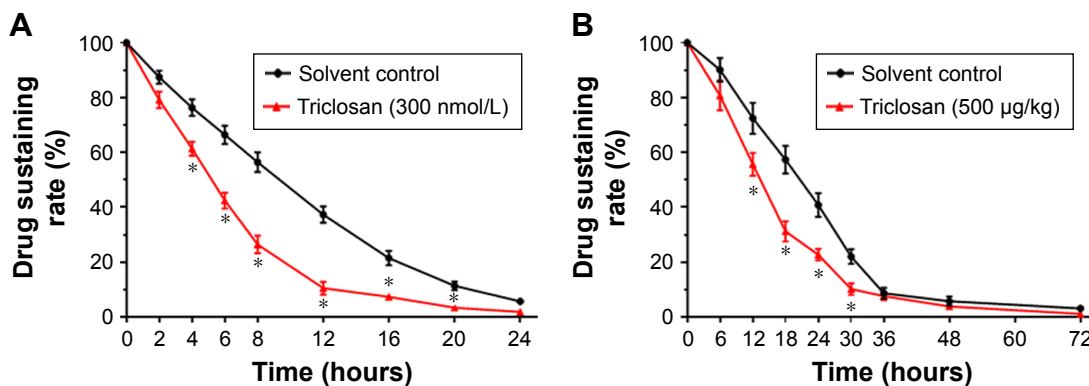 A
Drug sustaining
rate (%)
100
80
60
40
20
0
Solvent control
Triclosan (300 nmol/L)
*
*
*
*
*
*
0 2 4 6 8 12 16 20 24
Time (hours)
B
Drug sustaining
rate (%)
100
80
60
40
20
0
Solvent control
Triclosan (500 µg/kg)
*
*
*
*
0 6 12 18 24 30 36 48 60 72
Time (hours)